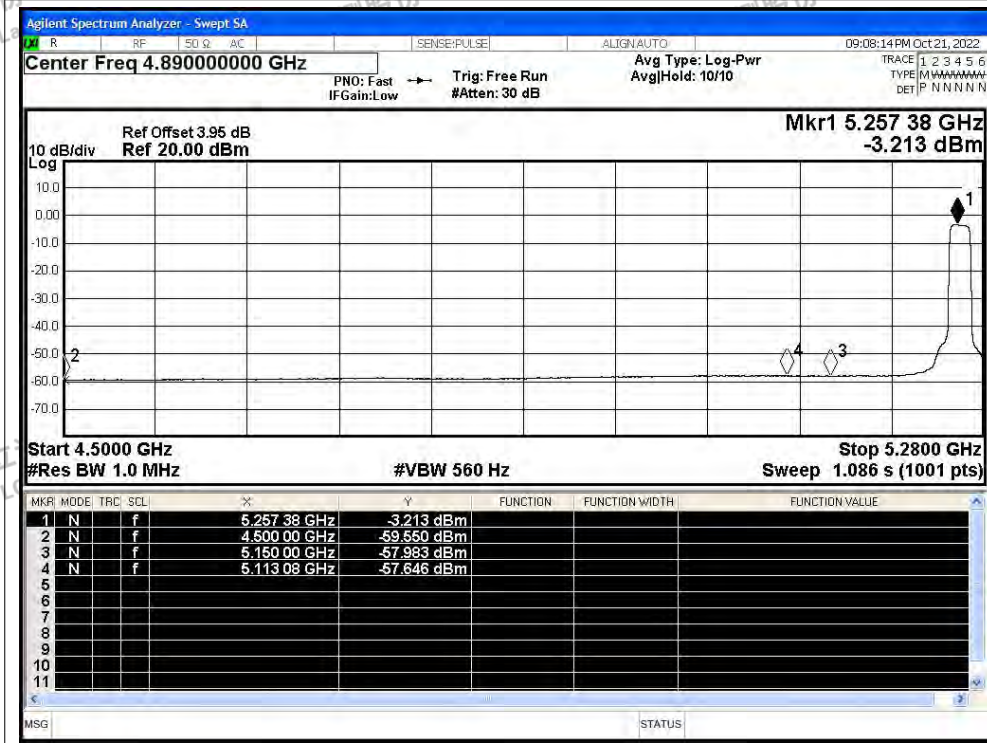 Agilent Spectrum Analyzer - Swept SA
R RF 50 Ω AC SENSE:PULSE ALIGN AUTO 09:08:14 PM Oct 21, 2022
Center Freq 4.890000000 GHz
PNO: Fast Trig: Free Run
IFGain:Low #Atten: 30 dB
Avg Type: Log-Pwr
Avg|Hold: 10/10
TRACE 1 2 3 4 5 6
TYPE M W W W W W
DET P N N N N N
Ref Offset 3.95 dB
10 dB/div Ref 20.00 dBm
Log
Mkr1 5.257 38 GHz
-3.213 dBm
10.0
0.00
-10.0
-20.0
-30.0
-40.0
-50.0
-60.0
-70.0
1
2
4
3
Start 4.5000 GHz Stop 5.2800 GHz
#Res BW 1.0 MHz #VBW 560 Hz Sweep 1.086 s (1001 pts)
MKR MODE TRC SCL X Y FUNCTION FUNCTION WIDTH FUNCTION VALUE
1 N f 5.257 38 GHz -3.213 dBm
2 N f 4.500 00 GHz -59.550 dBm
3 N f 5.150 00 GHz -57.983 dBm
4 N f 5.113 08 GHz -57.646 dBm
5
6
7
8
9
10
11
MSG STATUS